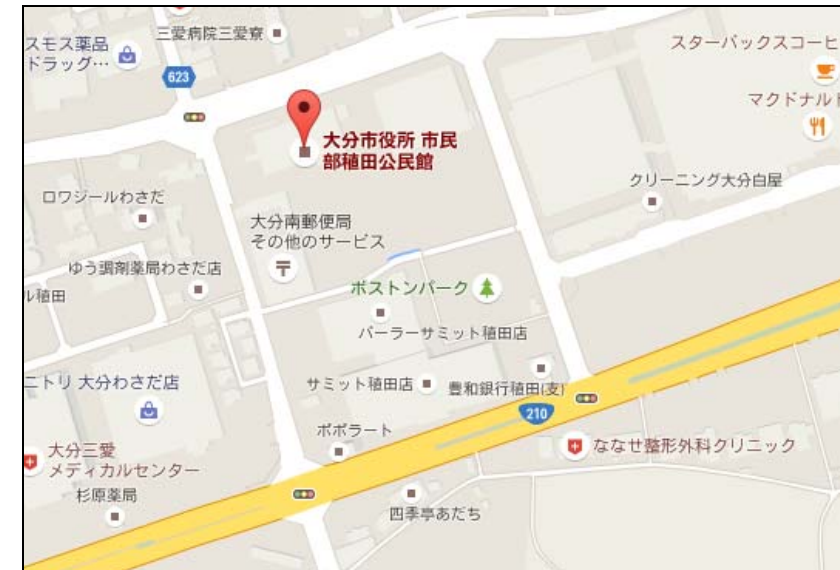 三愛病院三愛寮
スモス薬品
ドラッグ…
623
スターバックスコーヒ
マクドナルド
大分市役所 市民
部稙田公民館
クリーニング大分白屋
ロワジールわさだ
大分南郵便局
その他のサービス
ゆう調剤薬局わさだ店
ル稙田
ボストンパーク
パーラーサミット稙田店
ニトリ 大分わさだ店
サミット稙田店
豊和銀行稙田(支)
210
ポポラート
大分三愛
メディカルセンター
ななせ整形外科クリニック
杉原薬局
四季亭あだち